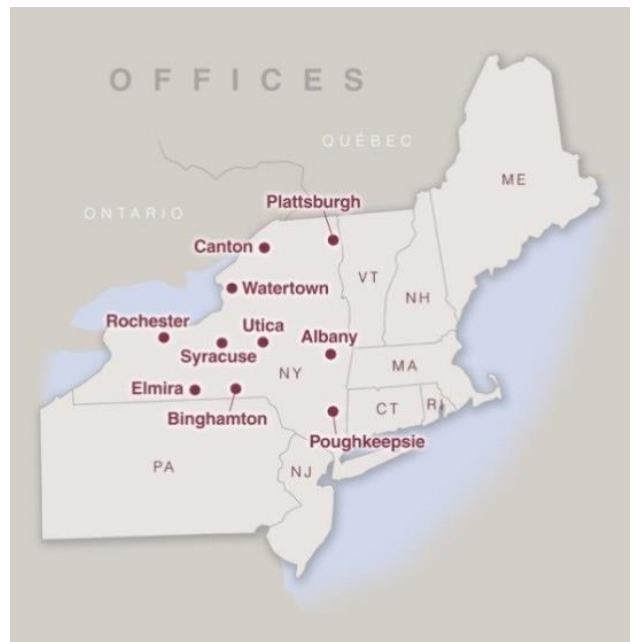 OFFICES
QUÉBEC
ME
ONTARIO
Plattsburgh
Canton
VT
NH
Watertown
Rochester
Utica
Albany
Syracuse
NY
MA
Elmira
Binghamton
CT
RI
Poughkeepsie
PA
NJ